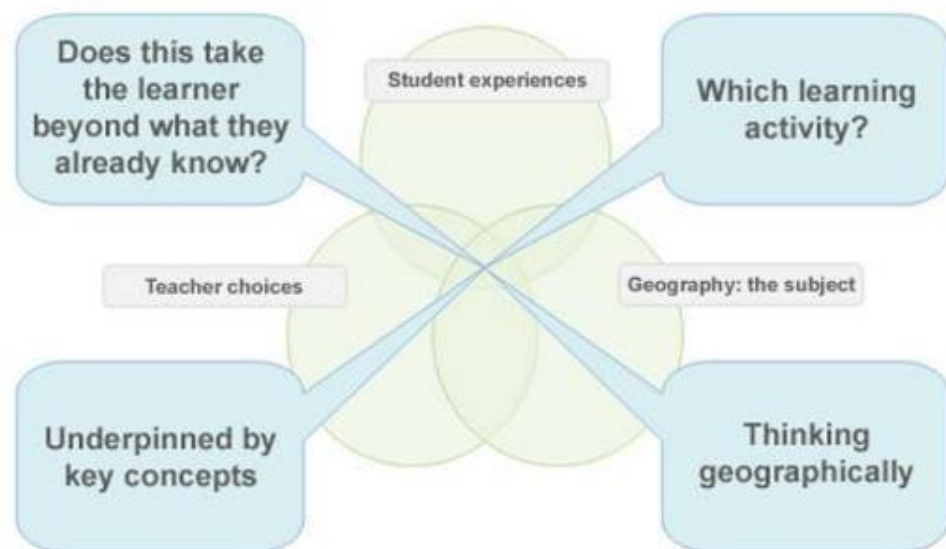 Does this take
the learner
beyond what they
already know?
Student experiences
Which learning
activity?
Teacher choices
Geography: the subject
Underpinned by
key concepts
Thinking
geographically